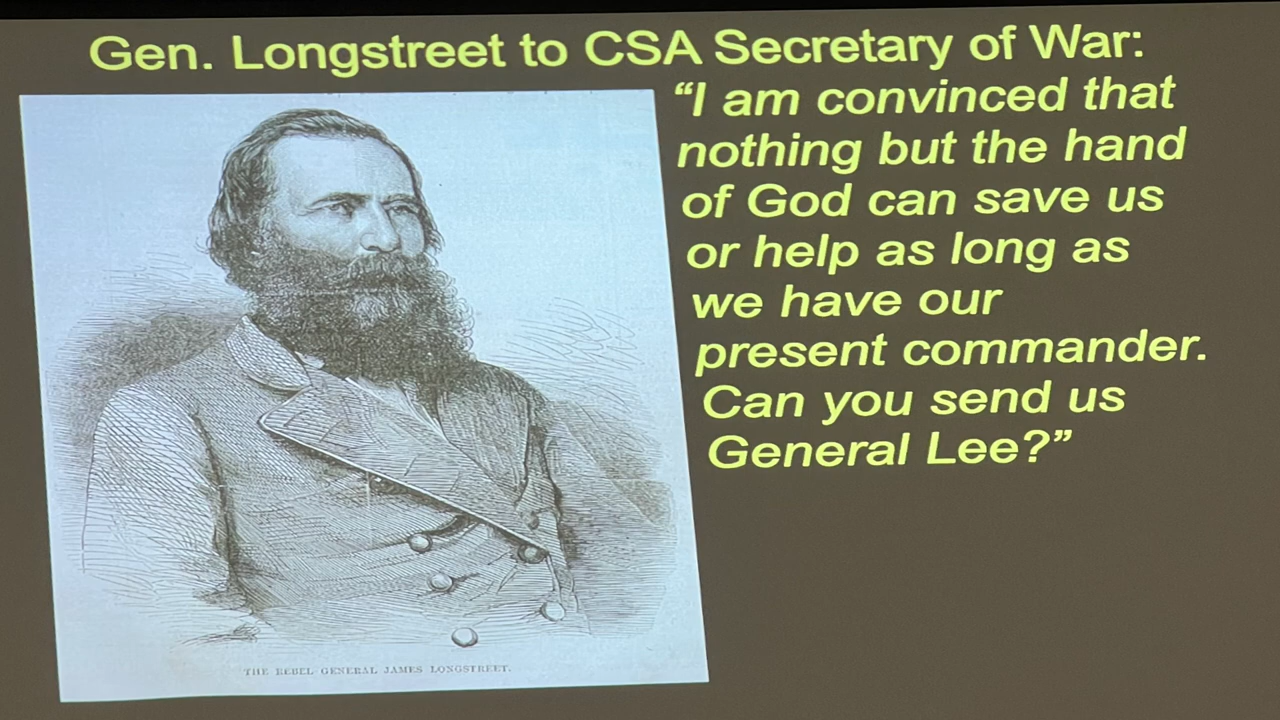 Gen. Longstreet to CSA Secretary of War:
“I am convinced that
nothing but the hand
of God can save us
or help as long as
we have our
present commander.
Can you send us
General Lee?”
THE REBEL GENERAL JAMES LONGSTREET.